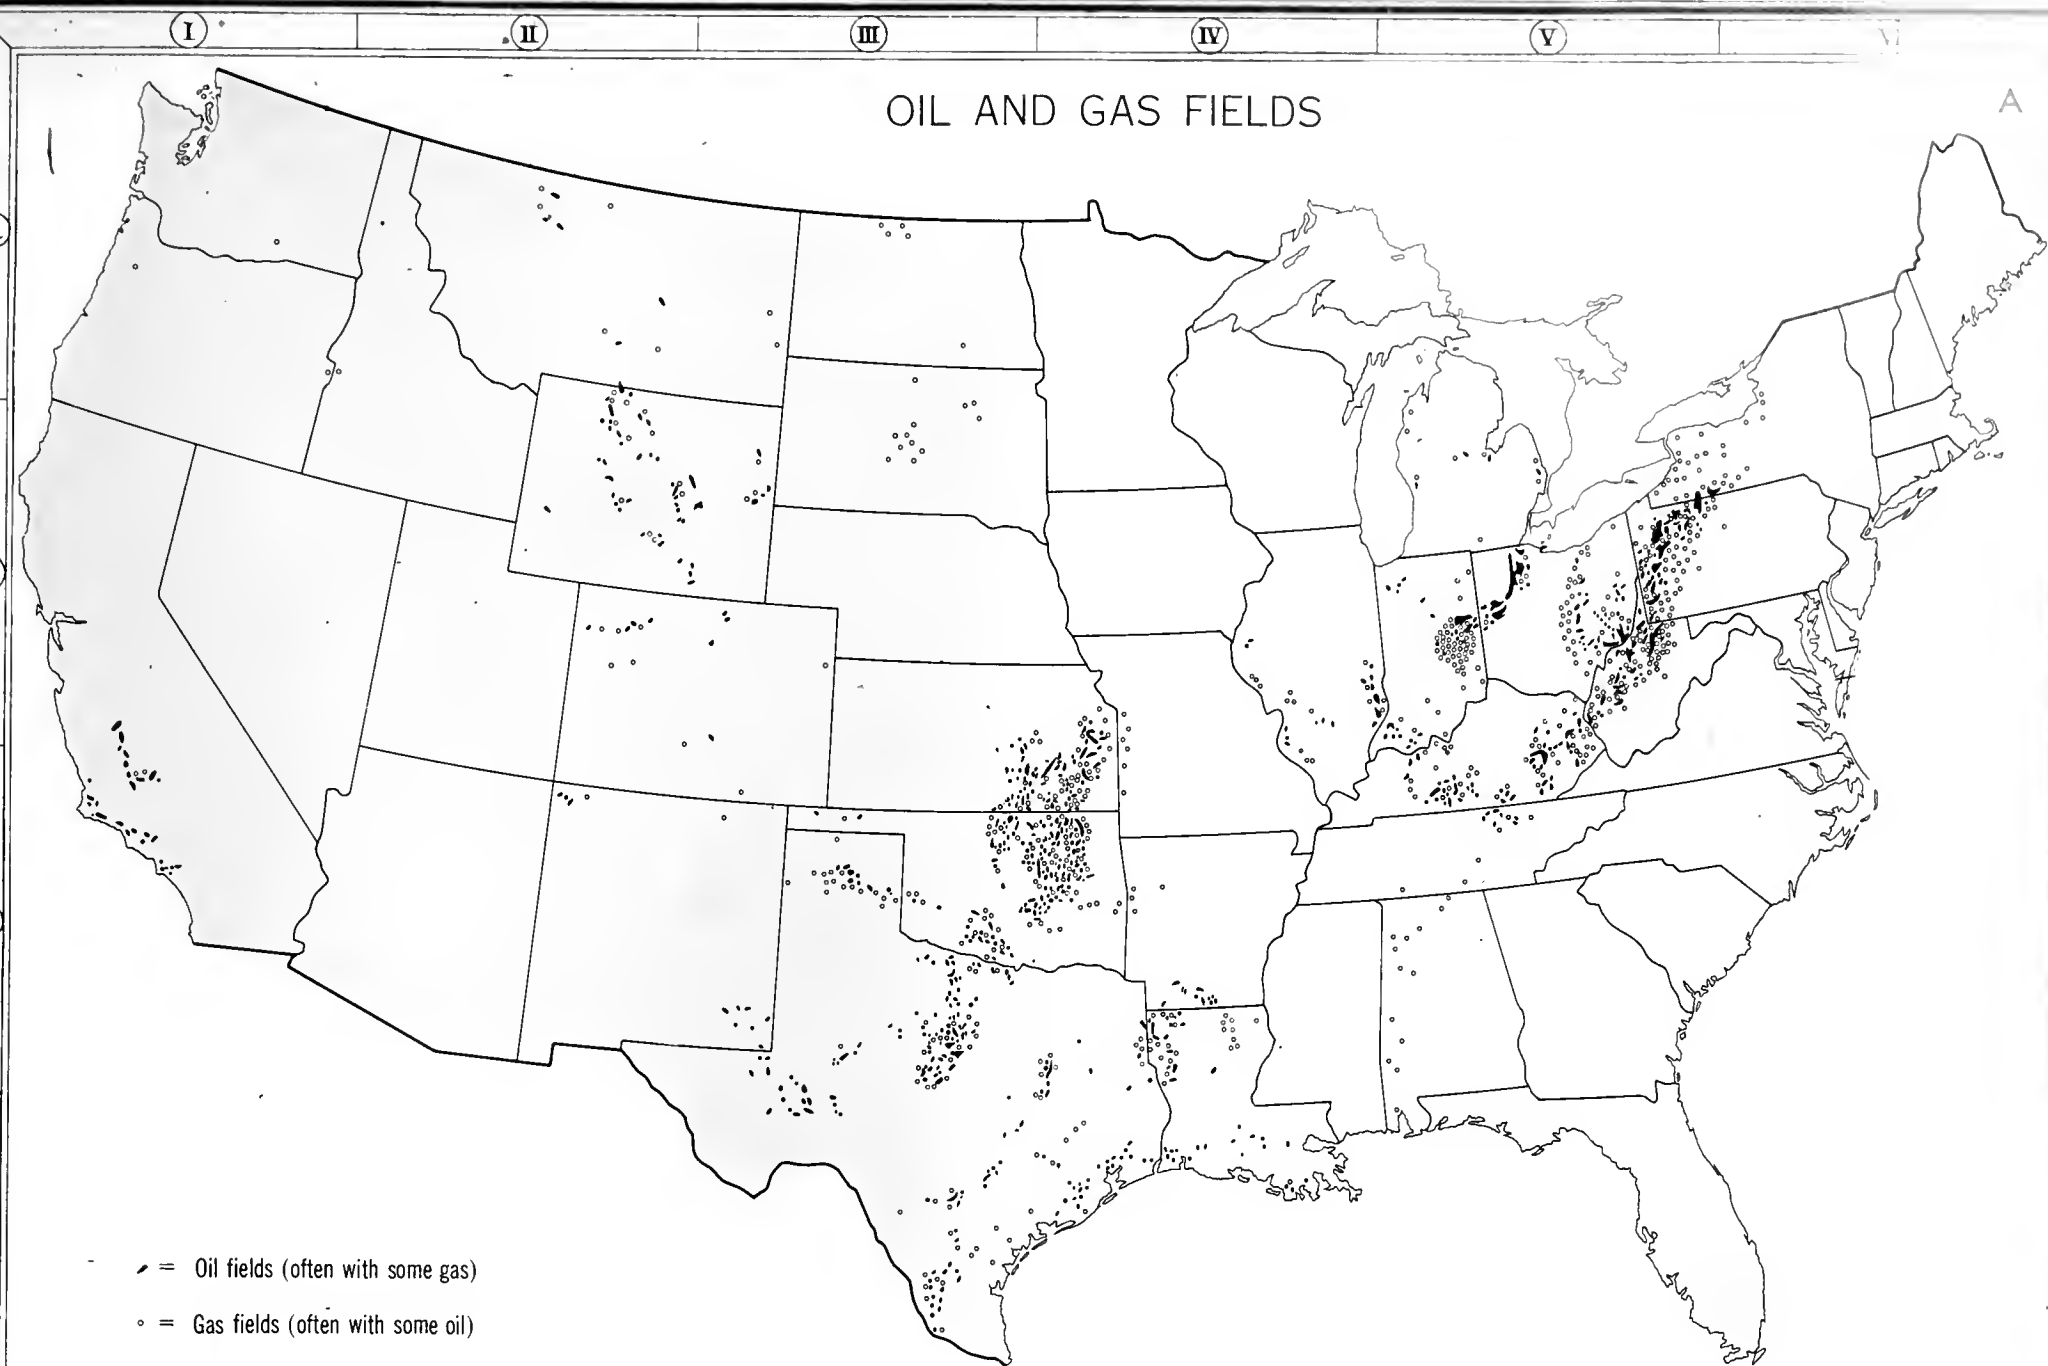 I II III IV V VI
OIL AND GAS FIELDS
A
= Oil fields (often with some gas)
= Gas fields (often with some oil)